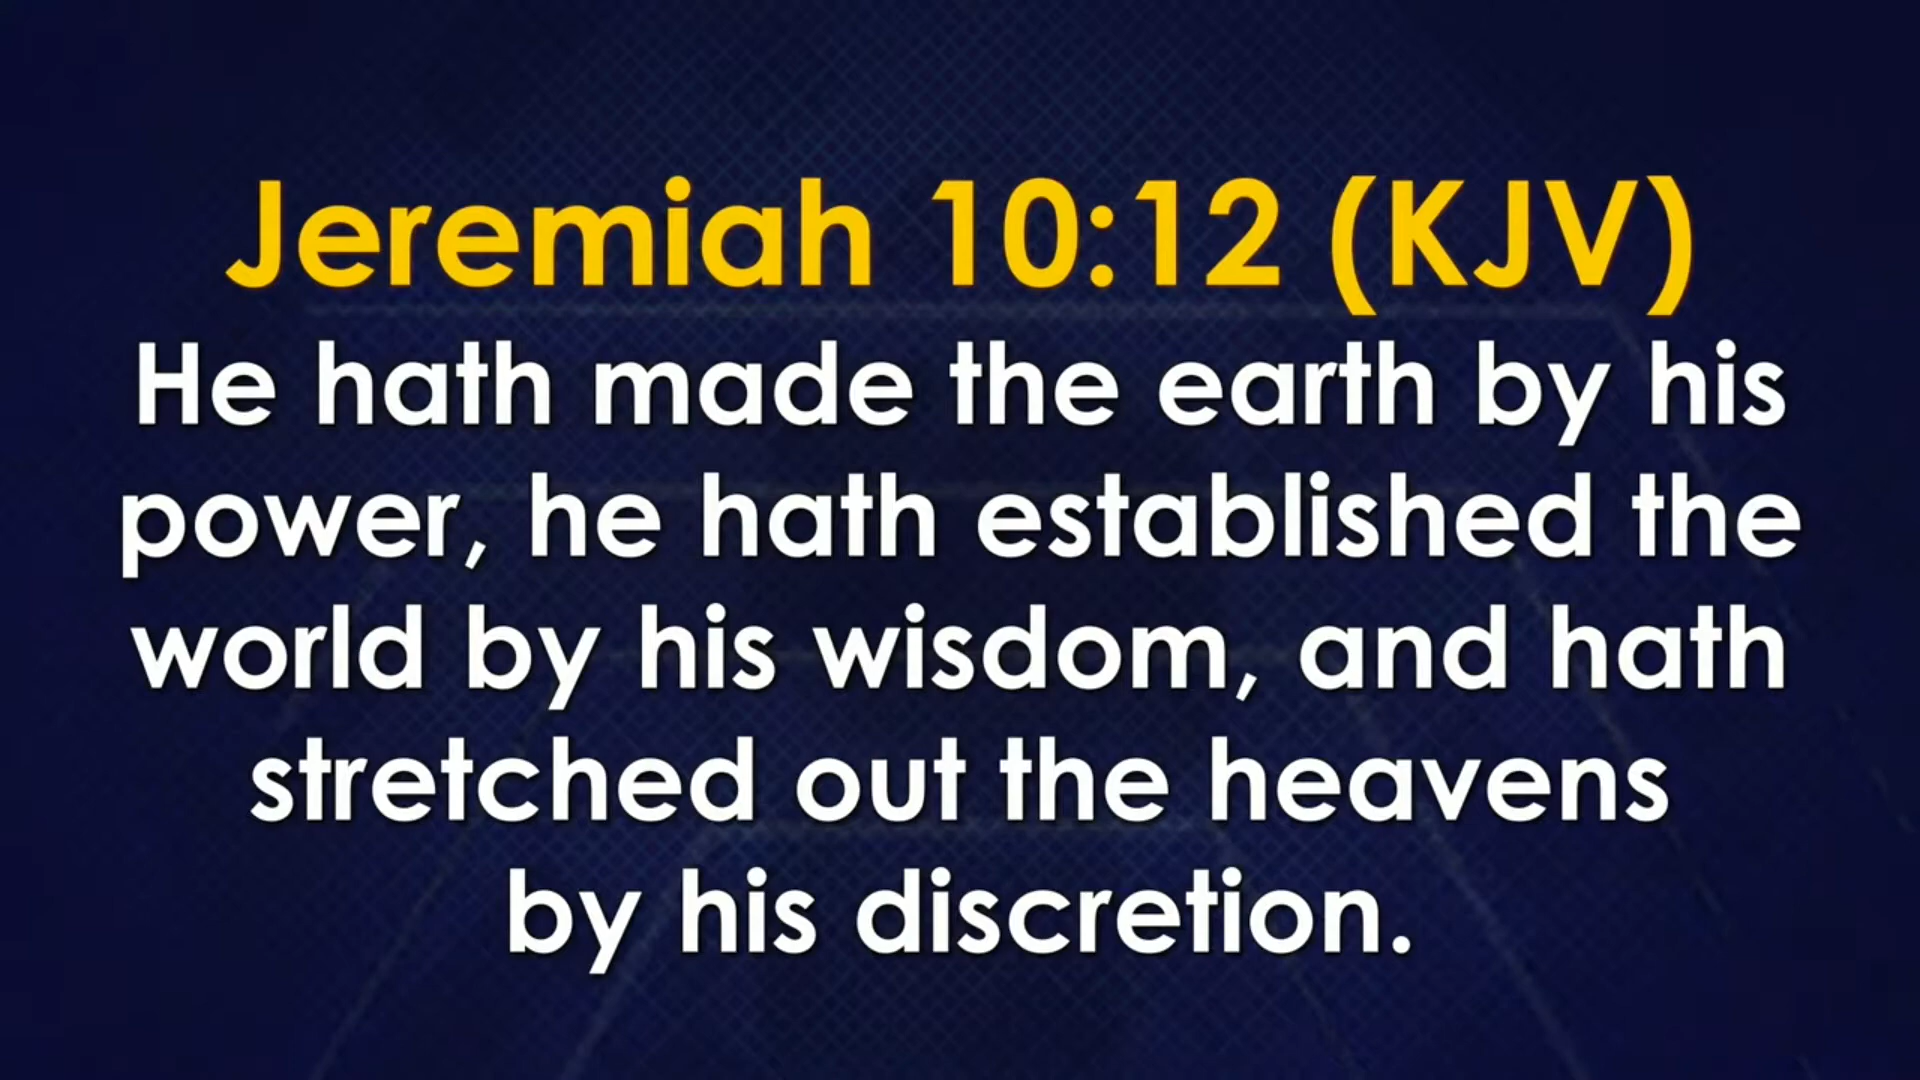 Jeremiah 10:12 (KJV)
He hath made the earth by his
power, he hath established the
world by his wisdom, and hath
stretched out the heavens
by his discretion.